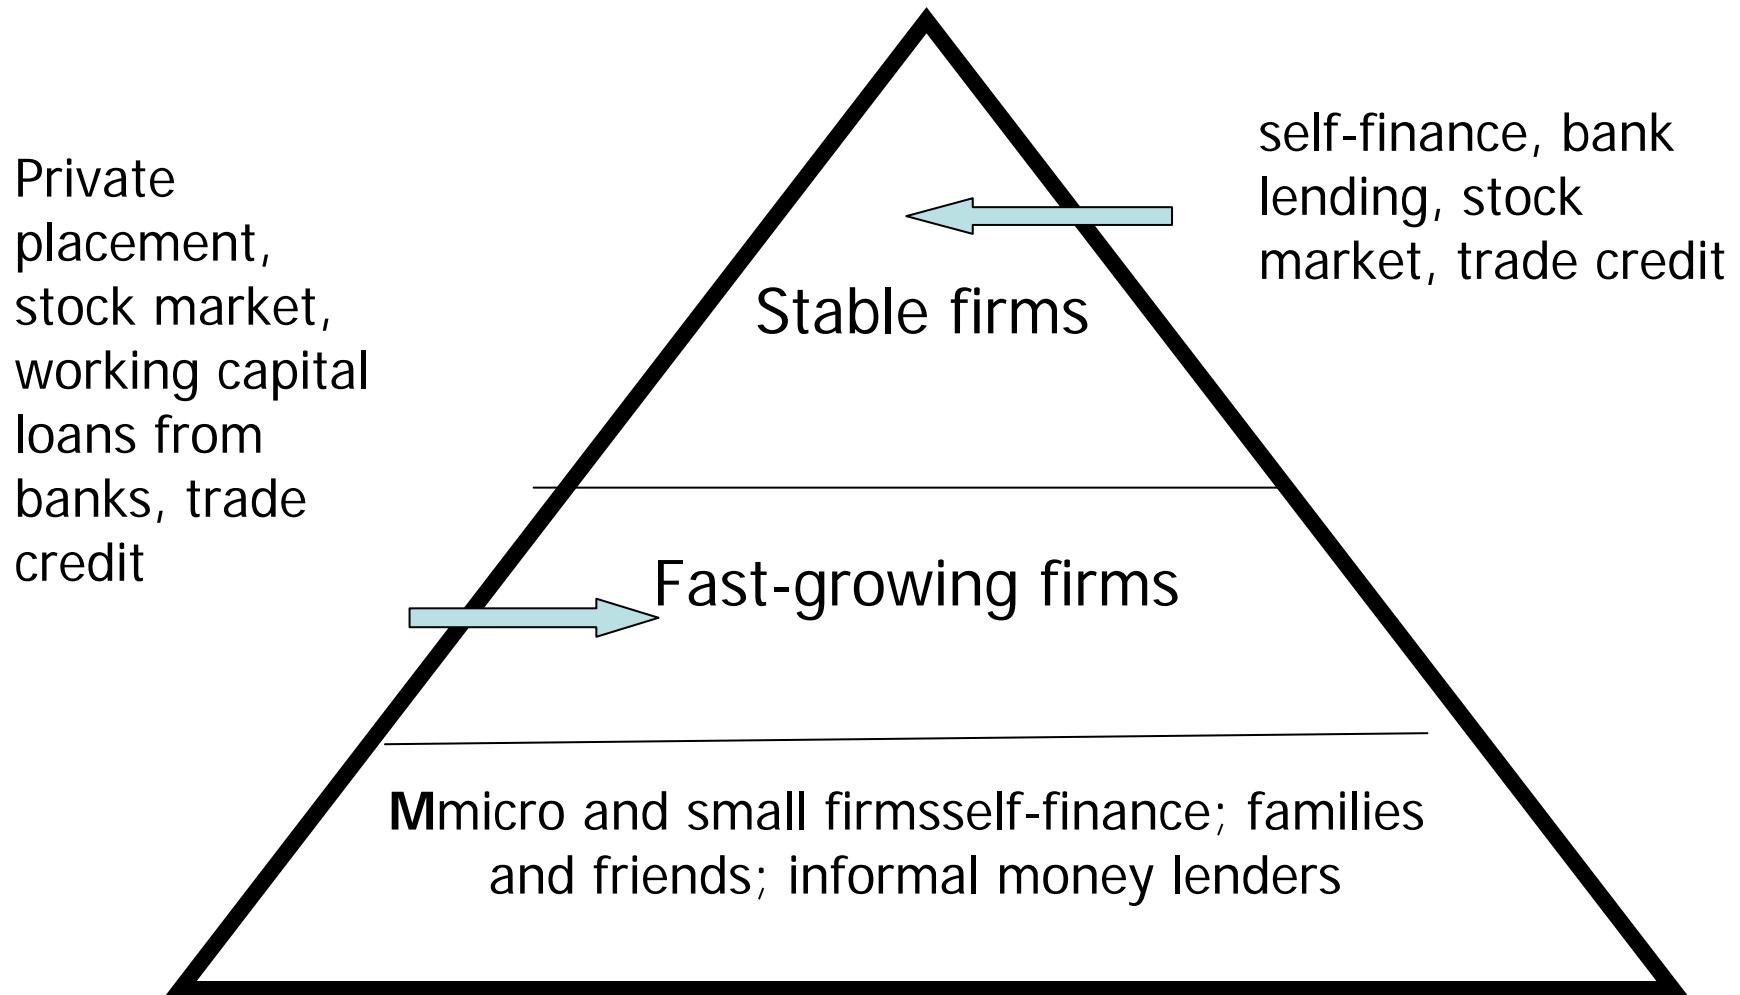 Private
placement,
stock market,
working capital
loans from
banks, trade
credit
self-finance, bank
lending, stock
market, trade credit
Stable firms
Fast-growing firms
Mmicro and small firmsself-finance; families
and friends; informal money lenders